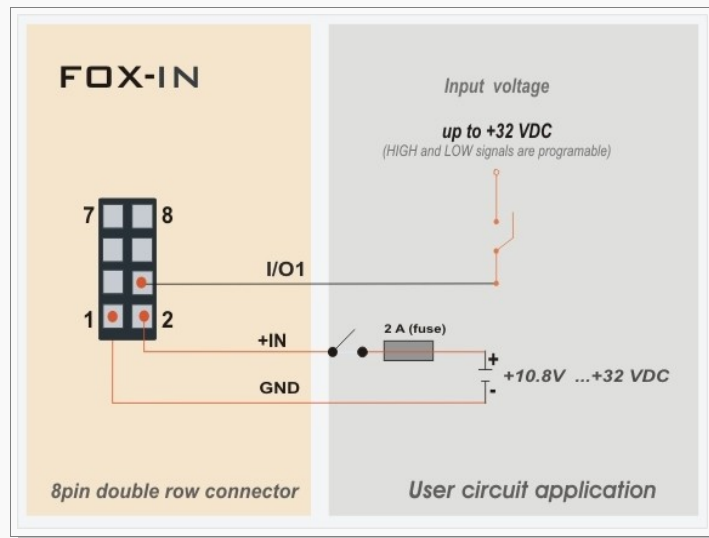 FOX-IN
Input voltage
up to +32 VDC
(HIGH and LOW signals are programable)
7
8
I/O1
1
2
+IN
2 A (fuse)
+
+10.8V ...+32 VDC
-
GND
8pin double row connector
User circuit application